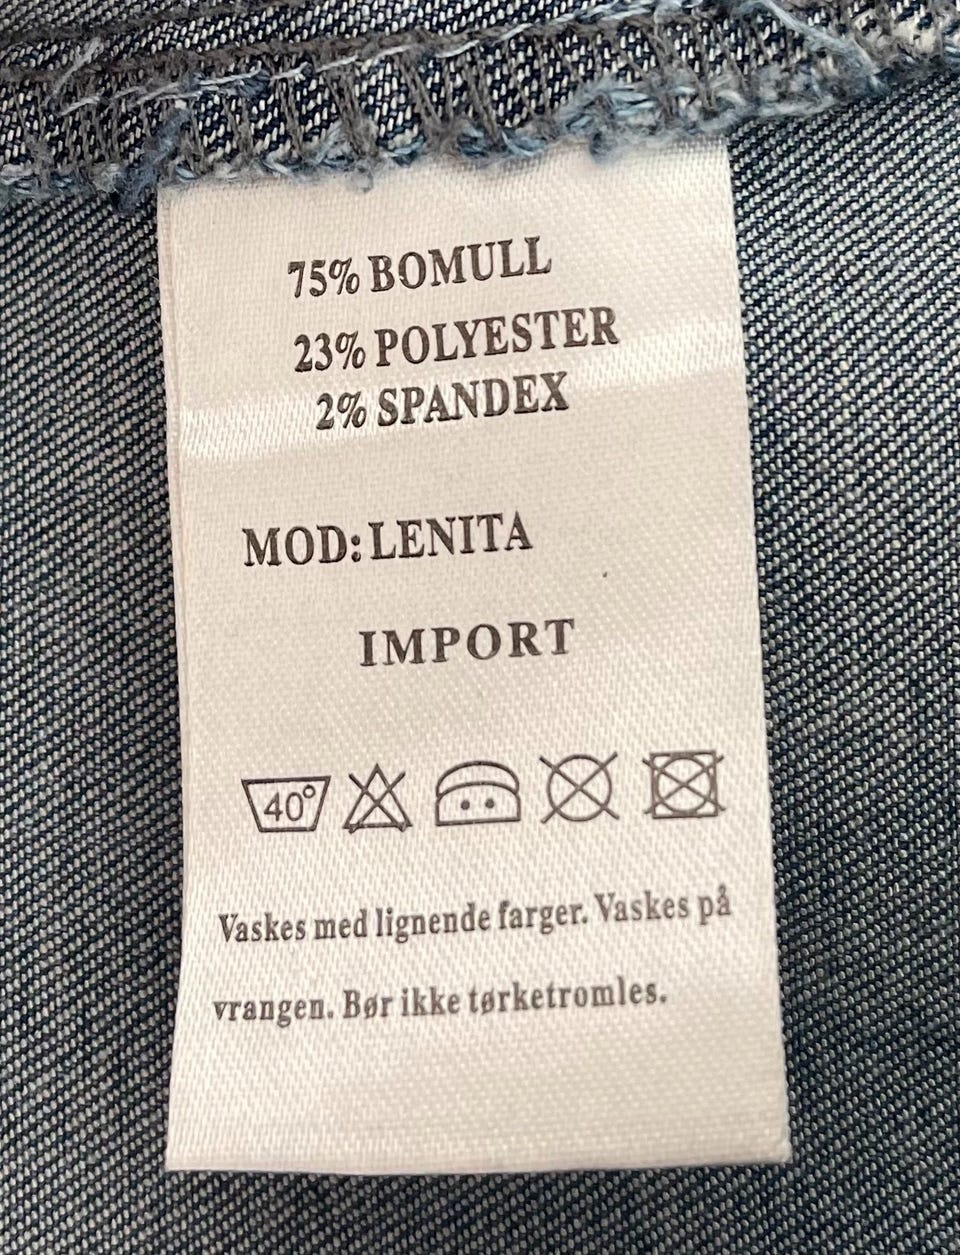 75% BOMULL
23% POLYESTER
2% SPANDEX
MOD: LENITA
IMPORT
40°
Vaskes med lignende farger. Vaskes på
vrangen. Bør ikke tørketromles.